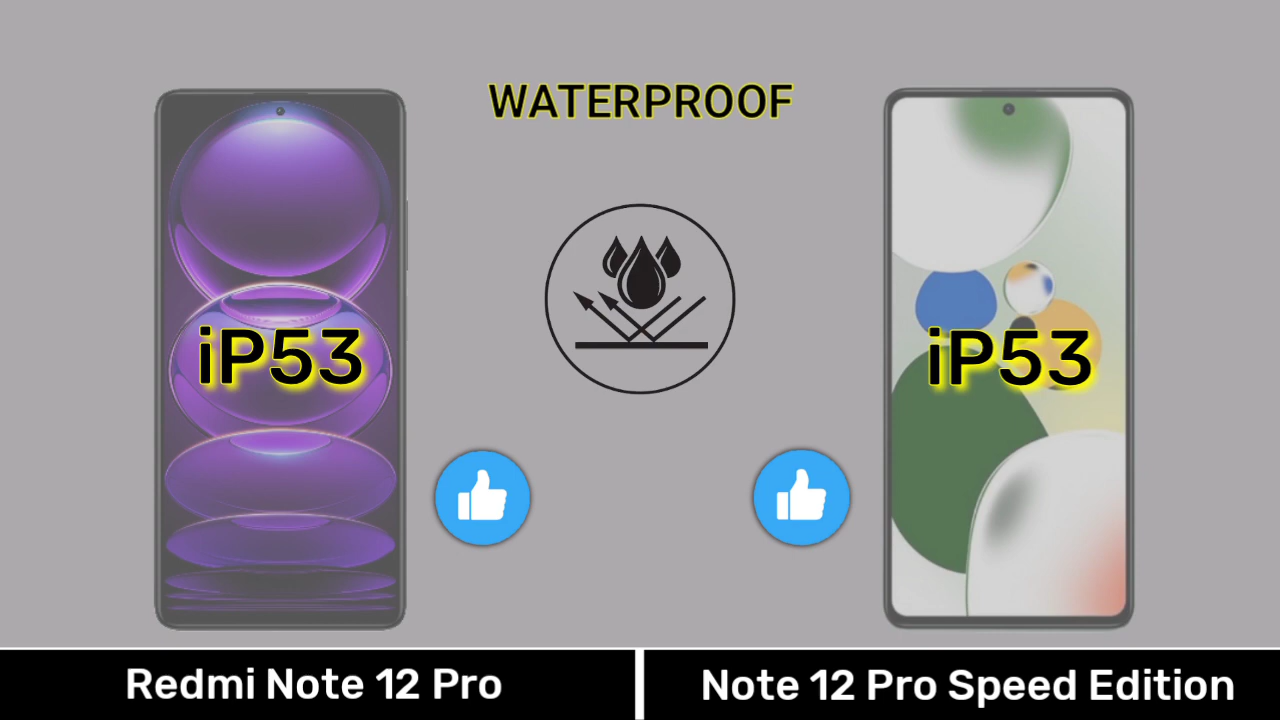 WATERPROOF
iP53
iP53
Redmi Note 12 Pro
Note 12 Pro Speed Edition